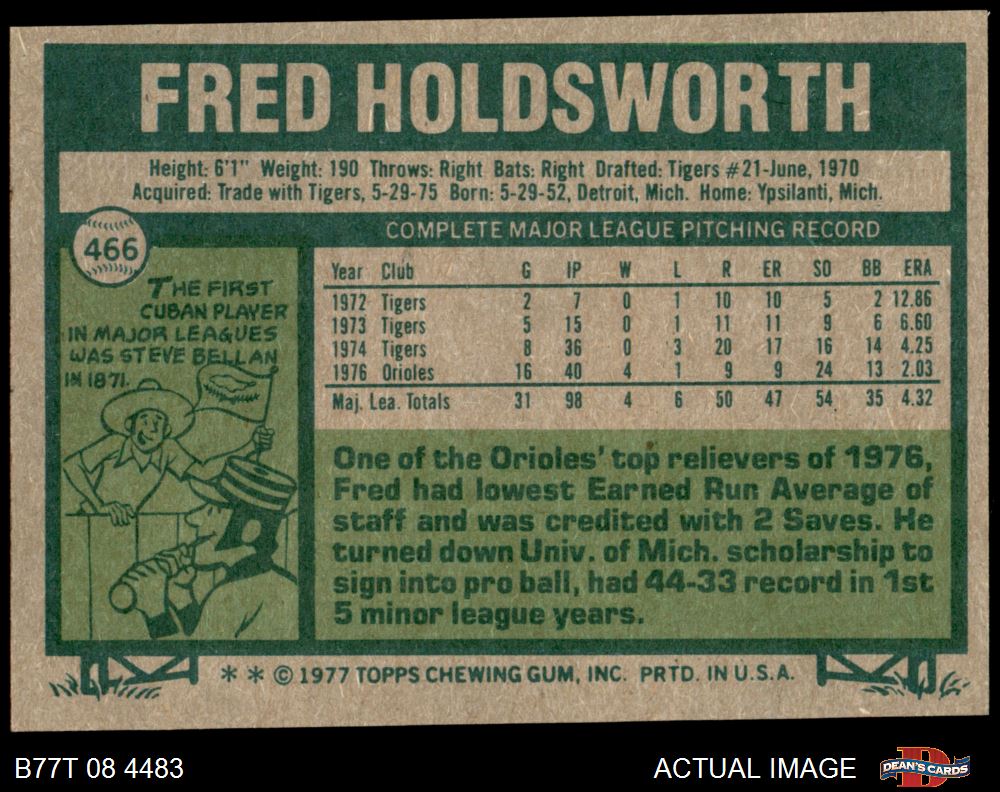 FRED HOLDSWORTH
Height: 6'1" Weight: 190 Throws: Right Bats: Right Drafted: Tigers #21-June, 1970
Acquired: Trade with Tigers, 5-29-75 Born: 5-29-52, Detroit, Mich. Home: Ypsilanti, Mich.
466
THE FIRST
CUBAN PLAYER
IN MAJOR LEAGUES
WAS STEVE BELLAN
IN 1871.
COMPLETE MAJOR LEAGUE PITCHING RECORD
Year Club G IP W L R ER SO BB ERA
1972 Tigers 2 7 0 1 10 10 5 2 12.86
1973 Tigers 5 15 0 1 11 11 9 6 6.60
1974 Tigers 8 36 0 3 20 17 16 14 4.25
1976 Orioles 16 40 4 1 9 9 24 13 2.03
Maj. Lea. Totals 31 98 4 6 50 47 54 35 4.32
One of the Orioles' top relievers of 1976,
Fred had lowest Earned Run Average of
staff and was credited with 2 Saves. He
turned down Univ. of Mich. scholarship to
sign into pro ball, had 44-33 record in 1st
5 minor league years.
* * © 1977 TOPPS CHEWING GUM, INC. PRTD. IN U.S.A.
B77T 08 4483
ACTUAL IMAGE
D
DEAN'S CARDS